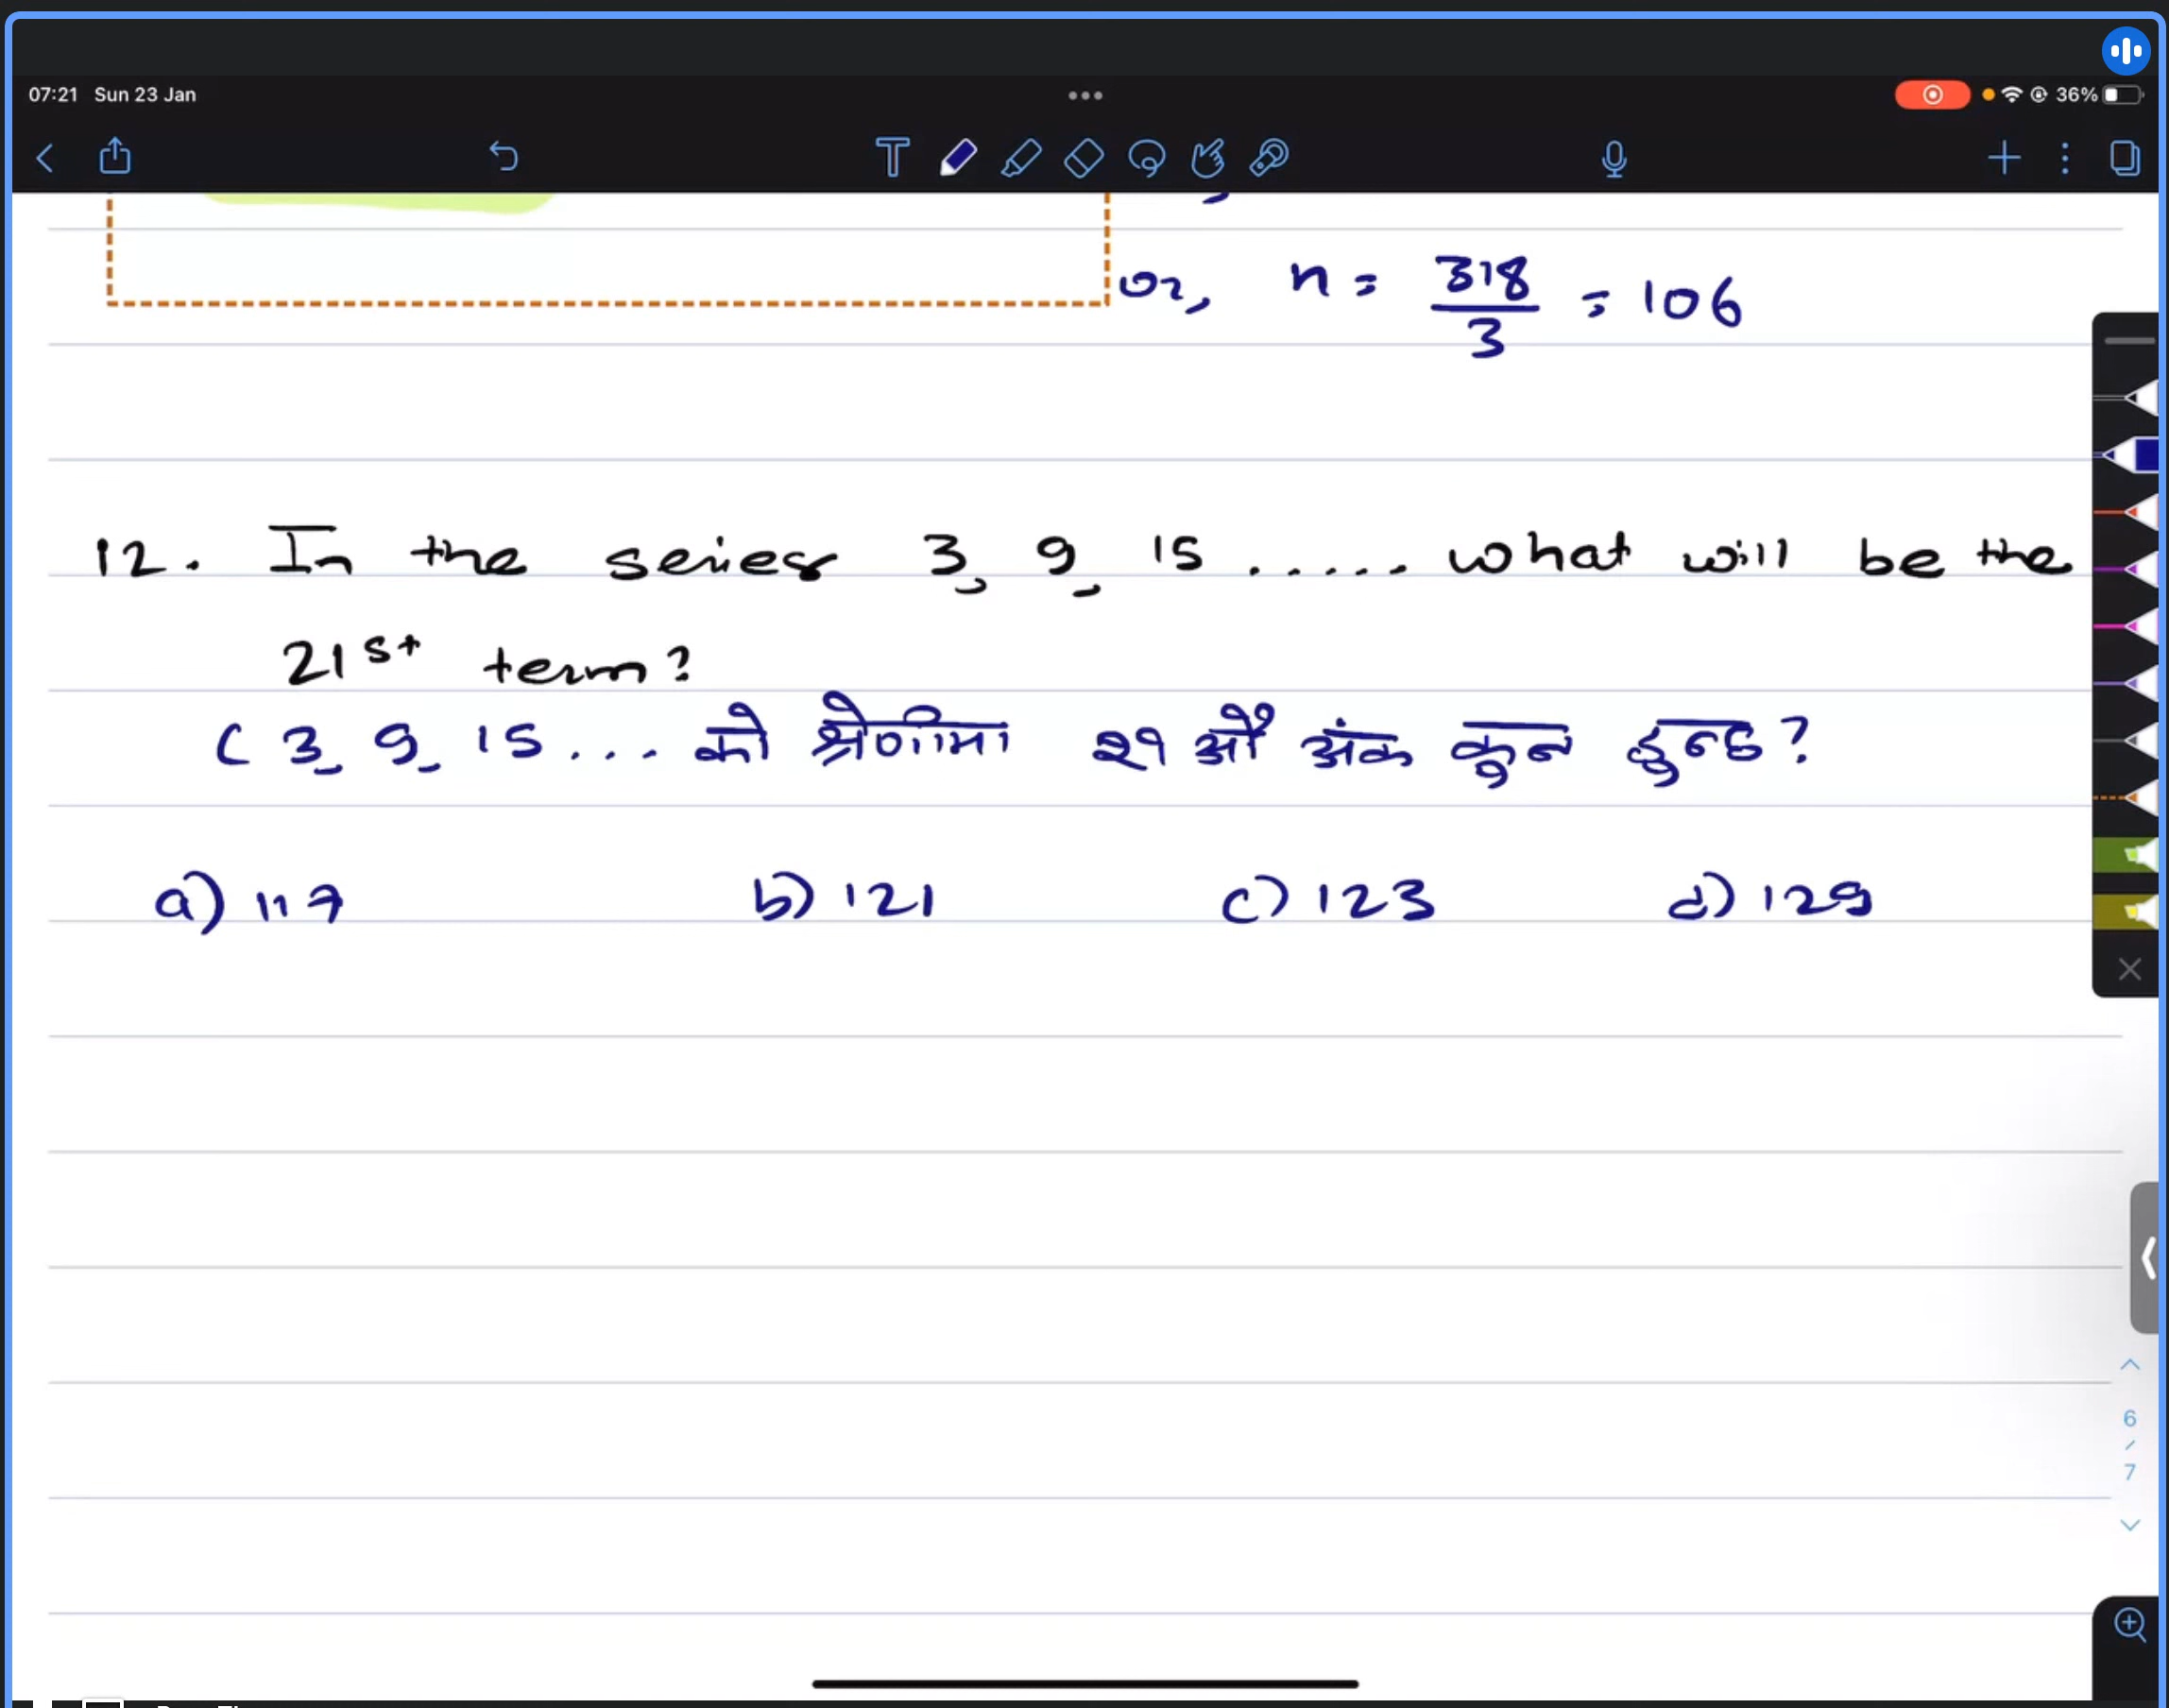 07:21 Sun 23 Jan
36%
or, n = 318/3 = 106
12. In the series 3, 9, 15 ..... what will be the
21st term?
( 3, 9, 15 ... को श्रेणीमा २१ औं अंक कुन हुन्छ?
a) 117 b) 121 c) 123 d) 129
6
/
7